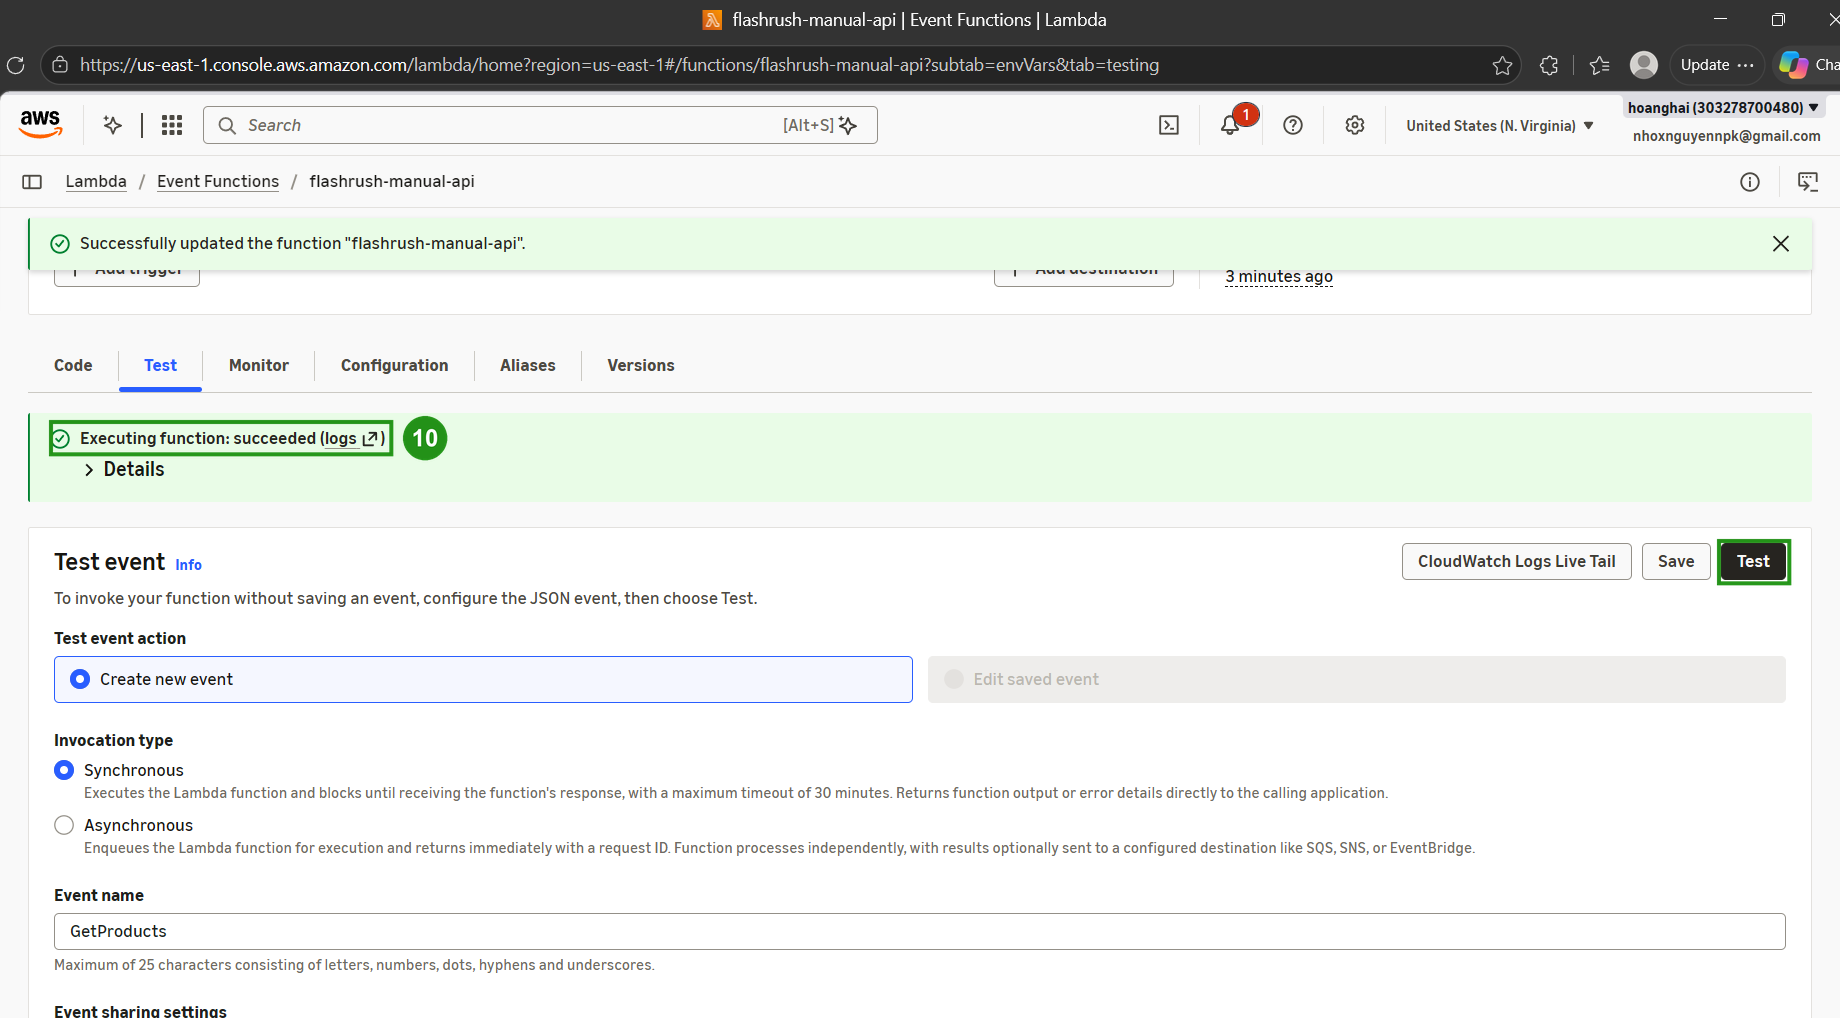 flashrush-manual-api | Event Functions | Lambda
https://us-east-1.console.aws.amazon.com/lambda/home?region=us-east-1#/functions/flashrush-manual-api?subtab=envVars&tab=testing
Update
Cha
aws
Search
[Alt+S]
1
United States (N. Virginia)
hoanghai (303278700480)
nhoxnguyennpk@gmail.com
Lambda / Event Functions / flashrush-manual-api
Successfully updated the function "flashrush-manual-api".
Add trigger
Add destination
3 minutes ago
Code
Test
Monitor
Configuration
Aliases
Versions
Executing function: succeeded (logs)
10
Details
Test event Info
CloudWatch Logs Live Tail
Save
Test
To invoke your function without saving an event, configure the JSON event, then choose Test.
Test event action
Create new event
Edit saved event
Invocation type
Synchronous
Executes the Lambda function and blocks until receiving the function's response, with a maximum timeout of 30 minutes. Returns function output or error details directly to the calling application.
Asynchronous
Enqueues the Lambda function for execution and returns immediately with a request ID. Function processes independently, with results optionally sent to a configured destination like SQS, SNS, or EventBridge.
Event name
GetProducts
Maximum of 25 characters consisting of letters, numbers, dots, hyphens and underscores.
Event sharing settings